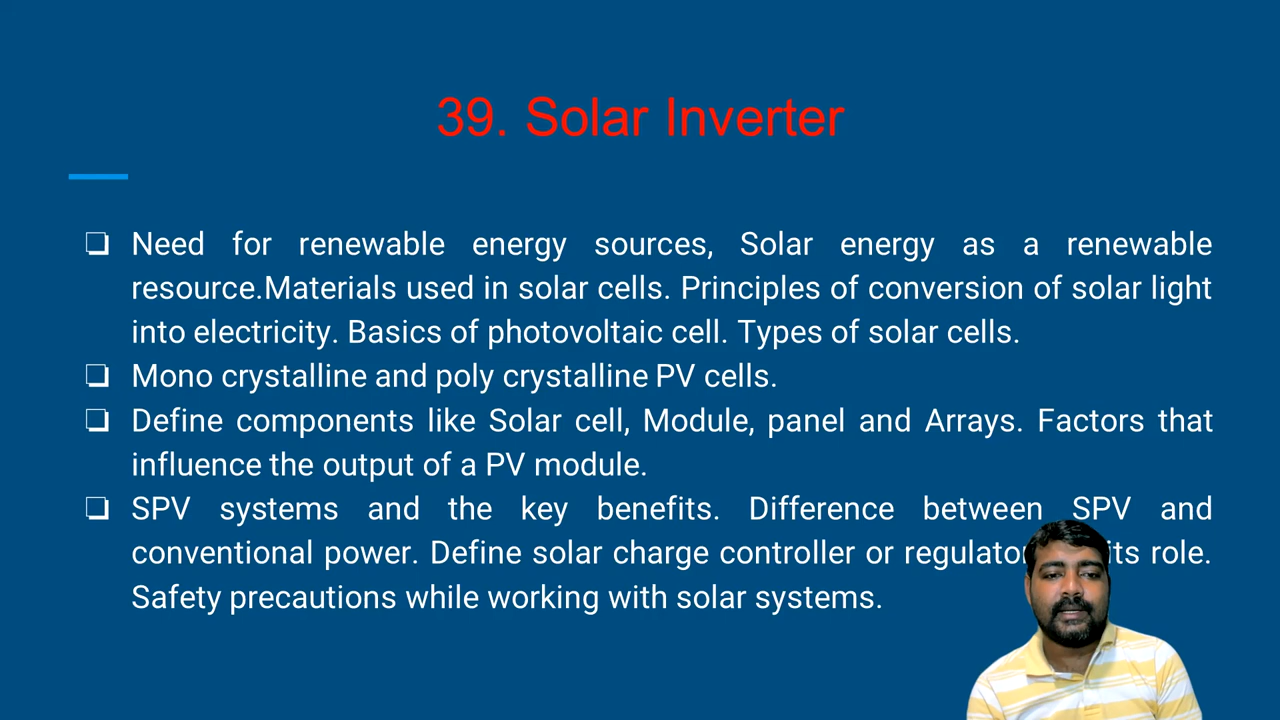 39. Solar Inverter
❏ Need for renewable energy sources, Solar energy as a renewable
resource.Materials used in solar cells. Principles of conversion of solar light
into electricity. Basics of photovoltaic cell. Types of solar cells.
❏ Mono crystalline and poly crystalline PV cells.
❏ Define components like Solar cell, Module, panel and Arrays. Factors that
influence the output of a PV module.
❏ SPV systems and the key benefits. Difference between SPV and
conventional power. Define solar charge controller or its role.
Safety precautions while working with solar systems.